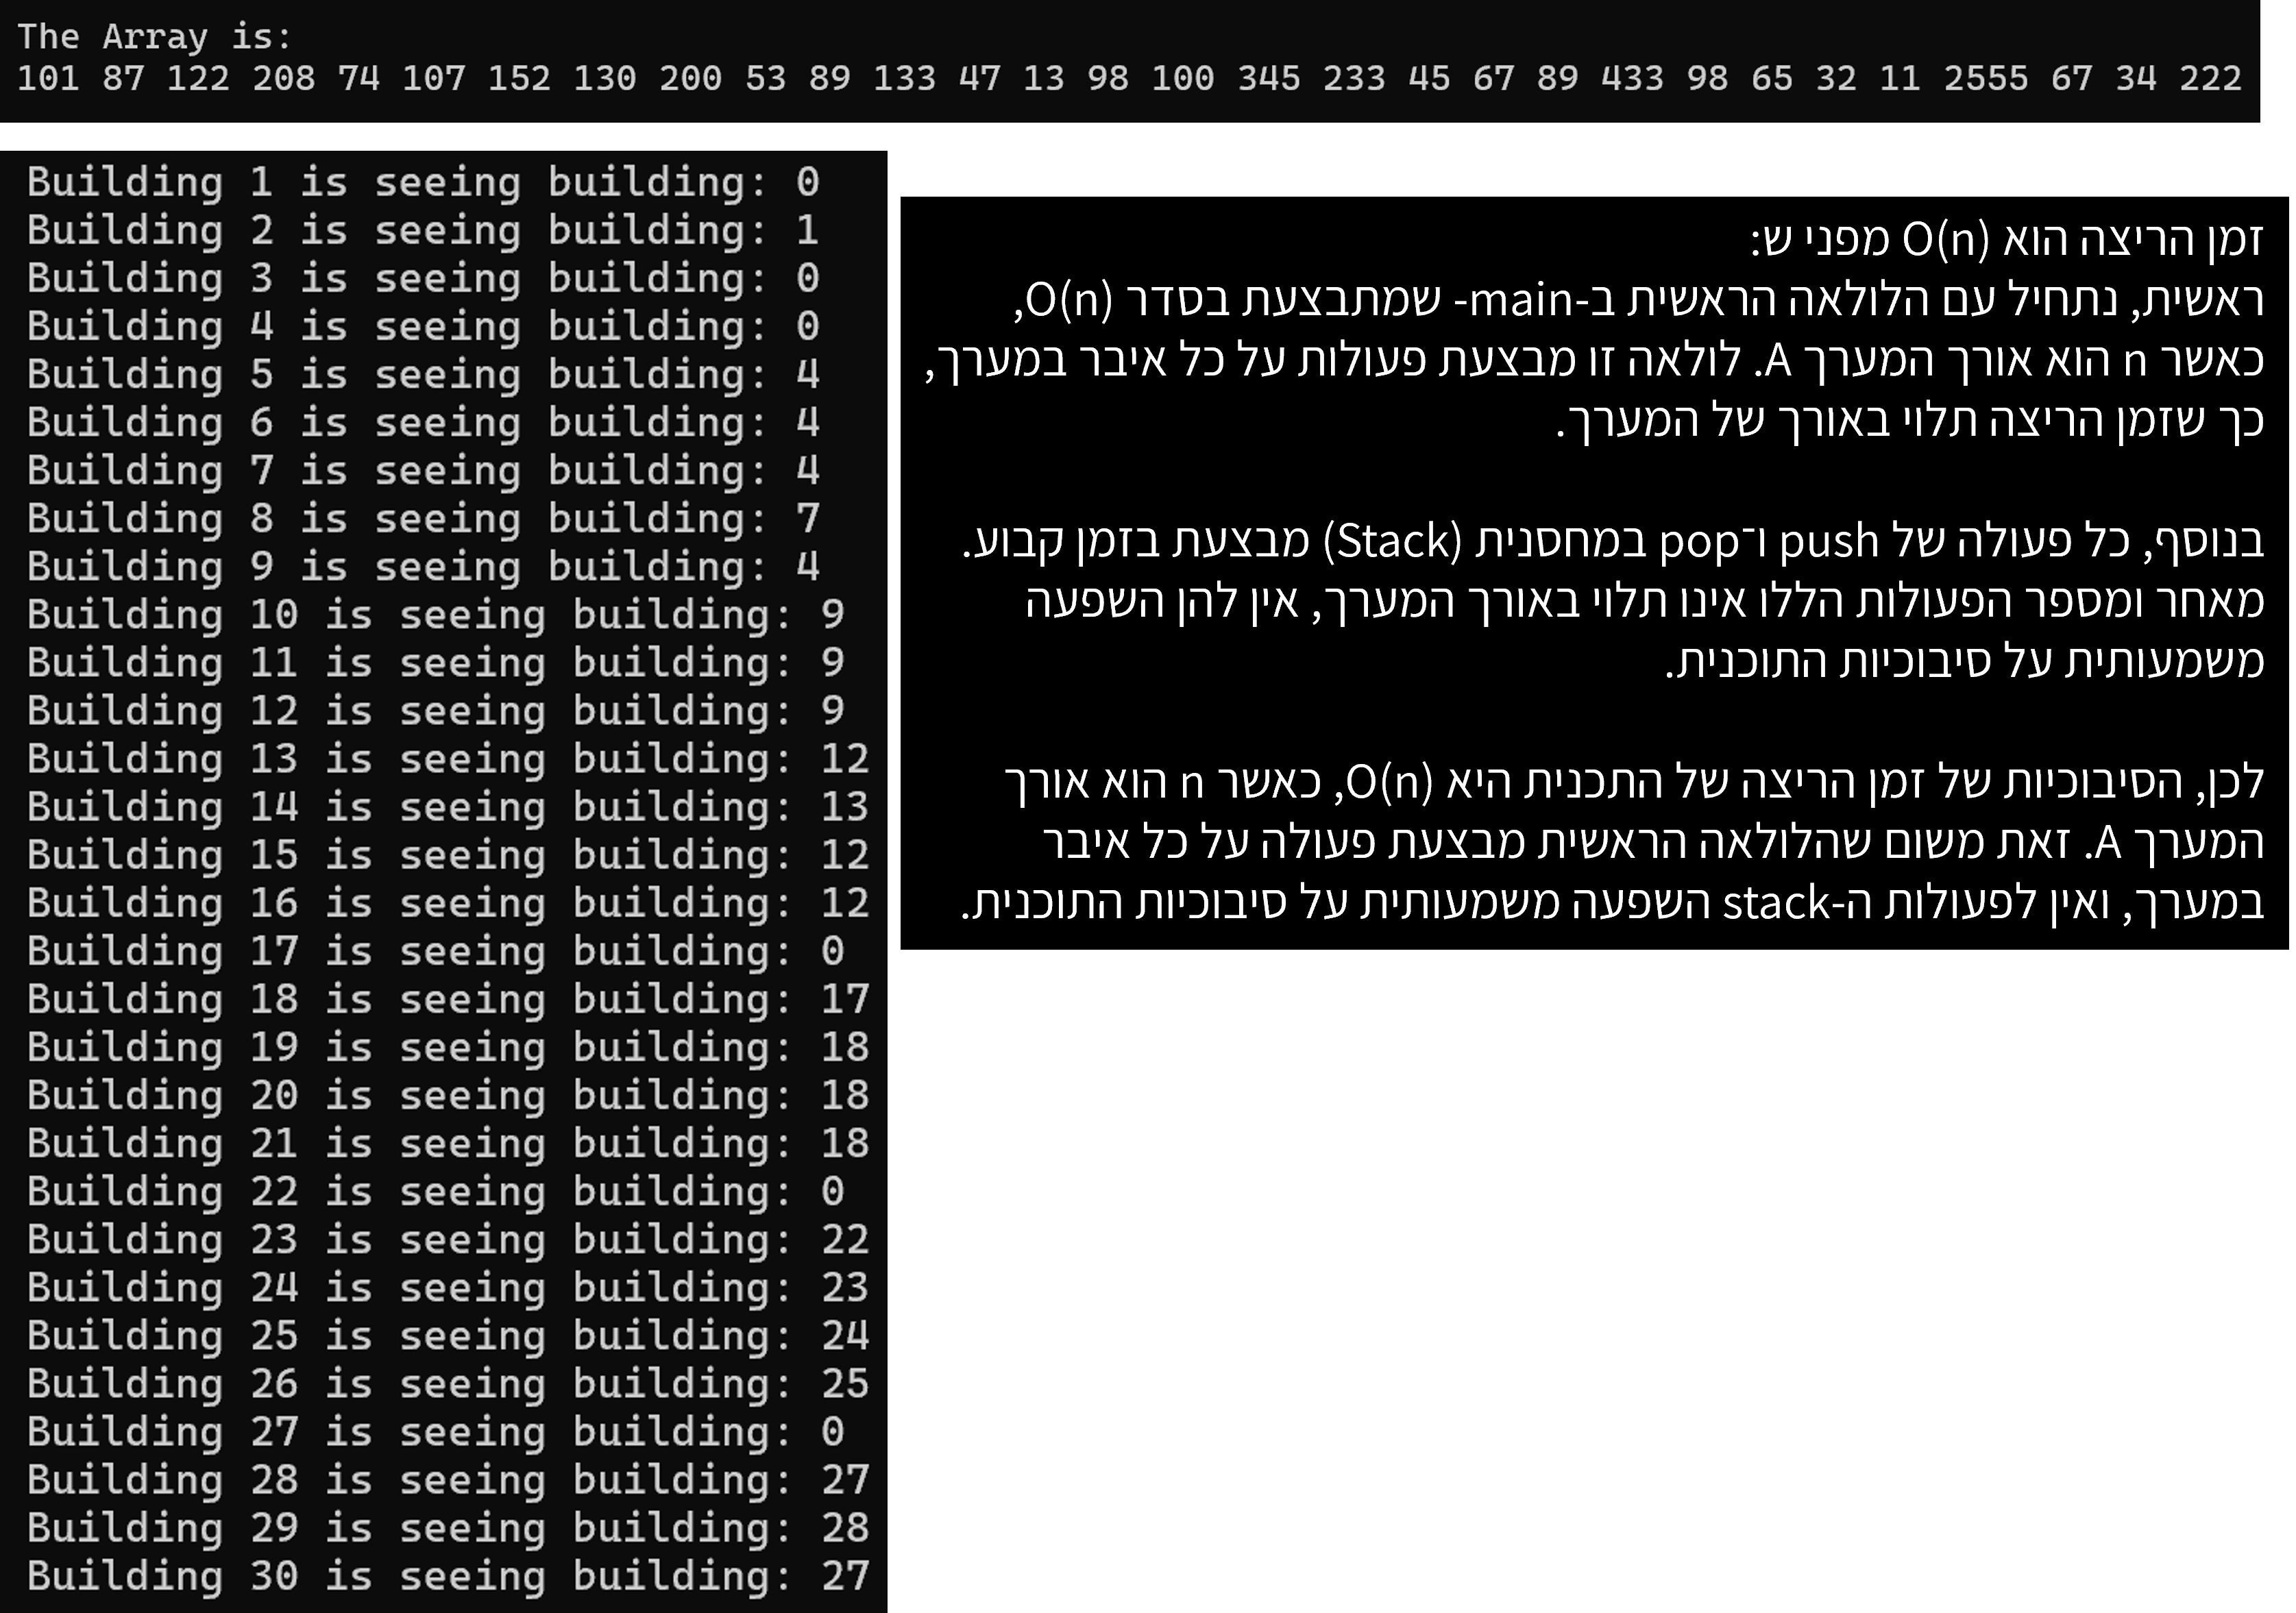 The Array is:
101 87 122 208 74 107 152 130 200 53 89 133 47 13 98 100 345 233 45 67 89 433 98 65 32 11 2555 67 34 222
Building 1 is seeing building: 0
Building 2 is seeing building: 1
Building 3 is seeing building: 0
Building 4 is seeing building: 0
Building 5 is seeing building: 4
Building 6 is seeing building: 4
Building 7 is seeing building: 4
Building 8 is seeing building: 7
Building 9 is seeing building: 4
Building 10 is seeing building: 9
Building 11 is seeing building: 9
Building 12 is seeing building: 9
Building 13 is seeing building: 12
Building 14 is seeing building: 13
Building 15 is seeing building: 12
Building 16 is seeing building: 12
Building 17 is seeing building: 0
Building 18 is seeing building: 17
Building 19 is seeing building: 18
Building 20 is seeing building: 18
Building 21 is seeing building: 18
Building 22 is seeing building: 0
Building 23 is seeing building: 22
Building 24 is seeing building: 23
Building 25 is seeing building: 24
Building 26 is seeing building: 25
Building 27 is seeing building: 0
Building 28 is seeing building: 27
Building 29 is seeing building: 28
Building 30 is seeing building: 27
זמן הריצה הוא O(n) מפני ש:
ראשית, נתחיל עם הלולאה הראשית ב-main- שמתבצעת בסדר O(n),
כאשר n הוא אורך המערך A. לולאה זו מבצעת פעולות על כל איבר במערך,
כך שזמן הריצה תלוי באורך של המערך.
בנוסף, כל פעולה של push ו־pop במחסנית (Stack) מבצעת בזמן קבוע.
מאחר ומספר הפעולות הללו אינו תלוי באורך המערך, אין להן השפעה
משמעותית על סיבוכיות התוכנית.
לכן, הסיבוכיות של זמן הריצה של התכנית היא O(n), כאשר n הוא אורך
המערך A. זאת משום שהלולאה הראשית מבצעת פעולה על כל איבר
במערך, ואין לפעולות ה-stack השפעה משמעותית על סיבוכיות התוכנית.